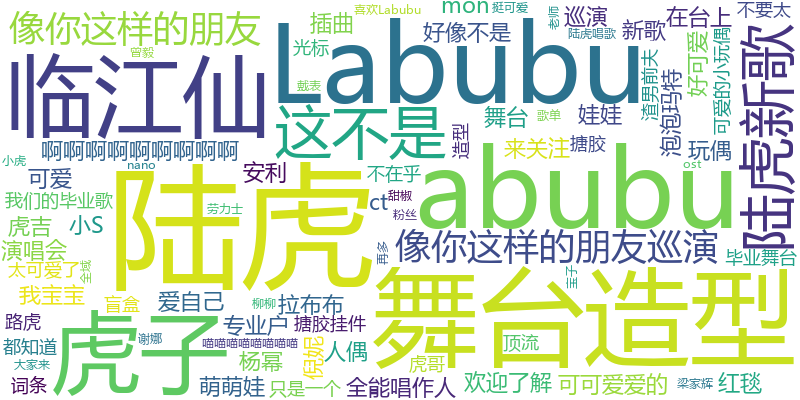 像你这样的朋友
插曲
喜欢Labubu
mon
挺可爱
巡演
老师
在台上
不要太
光标
曾毅
好像不是
新歌
陆虎唱歌
好可爱
渣男前夫
可爱的小玩偶
临江仙
Labubu
陆虎新歌
戴表
这不是
舞台
造型
歌单
娃娃
泡泡玛特
啊啊啊啊啊啊啊啊啊
来关注
搪胶
小虎
nano
安利
不在乎
玩偶
ost
可爱
陆虎
abubu
我们的毕业歌
劳力士
ct
甜椒
粉丝
虎吉
小S
像你这样的朋友巡演
毕业舞台
演唱会
再多
太可爱了
全城
舞台造型
我宝宝
盲盒
爱自己
柳柳
拉布布
宝子
路虎
虎子
专业户
搪胶挂件
都知道
谢娜
喵喵喵喵喵喵喵喵
人偶
虎哥
顶流
大家来
杨幂
倪妮
词条
萌萌娃
只是一个
全能唱作人
欢迎了解
可可爱爱的
红毯
梁家辉